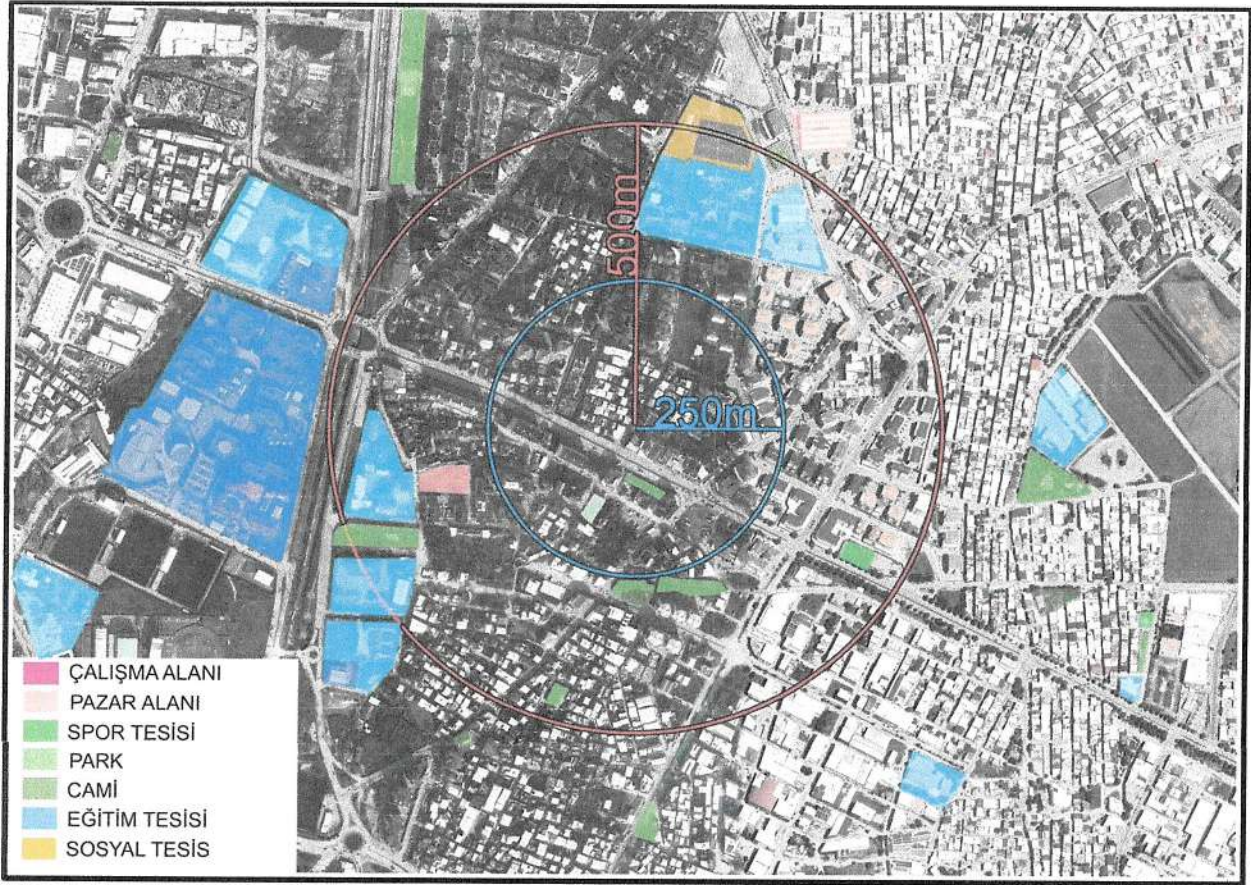 500m
250m
ÇALIŞMA ALANI
PAZAR ALANI
SPOR TESİSİ
PARK
CAMİ
EĞİTİM TESİSİ
SOSYAL TESİS